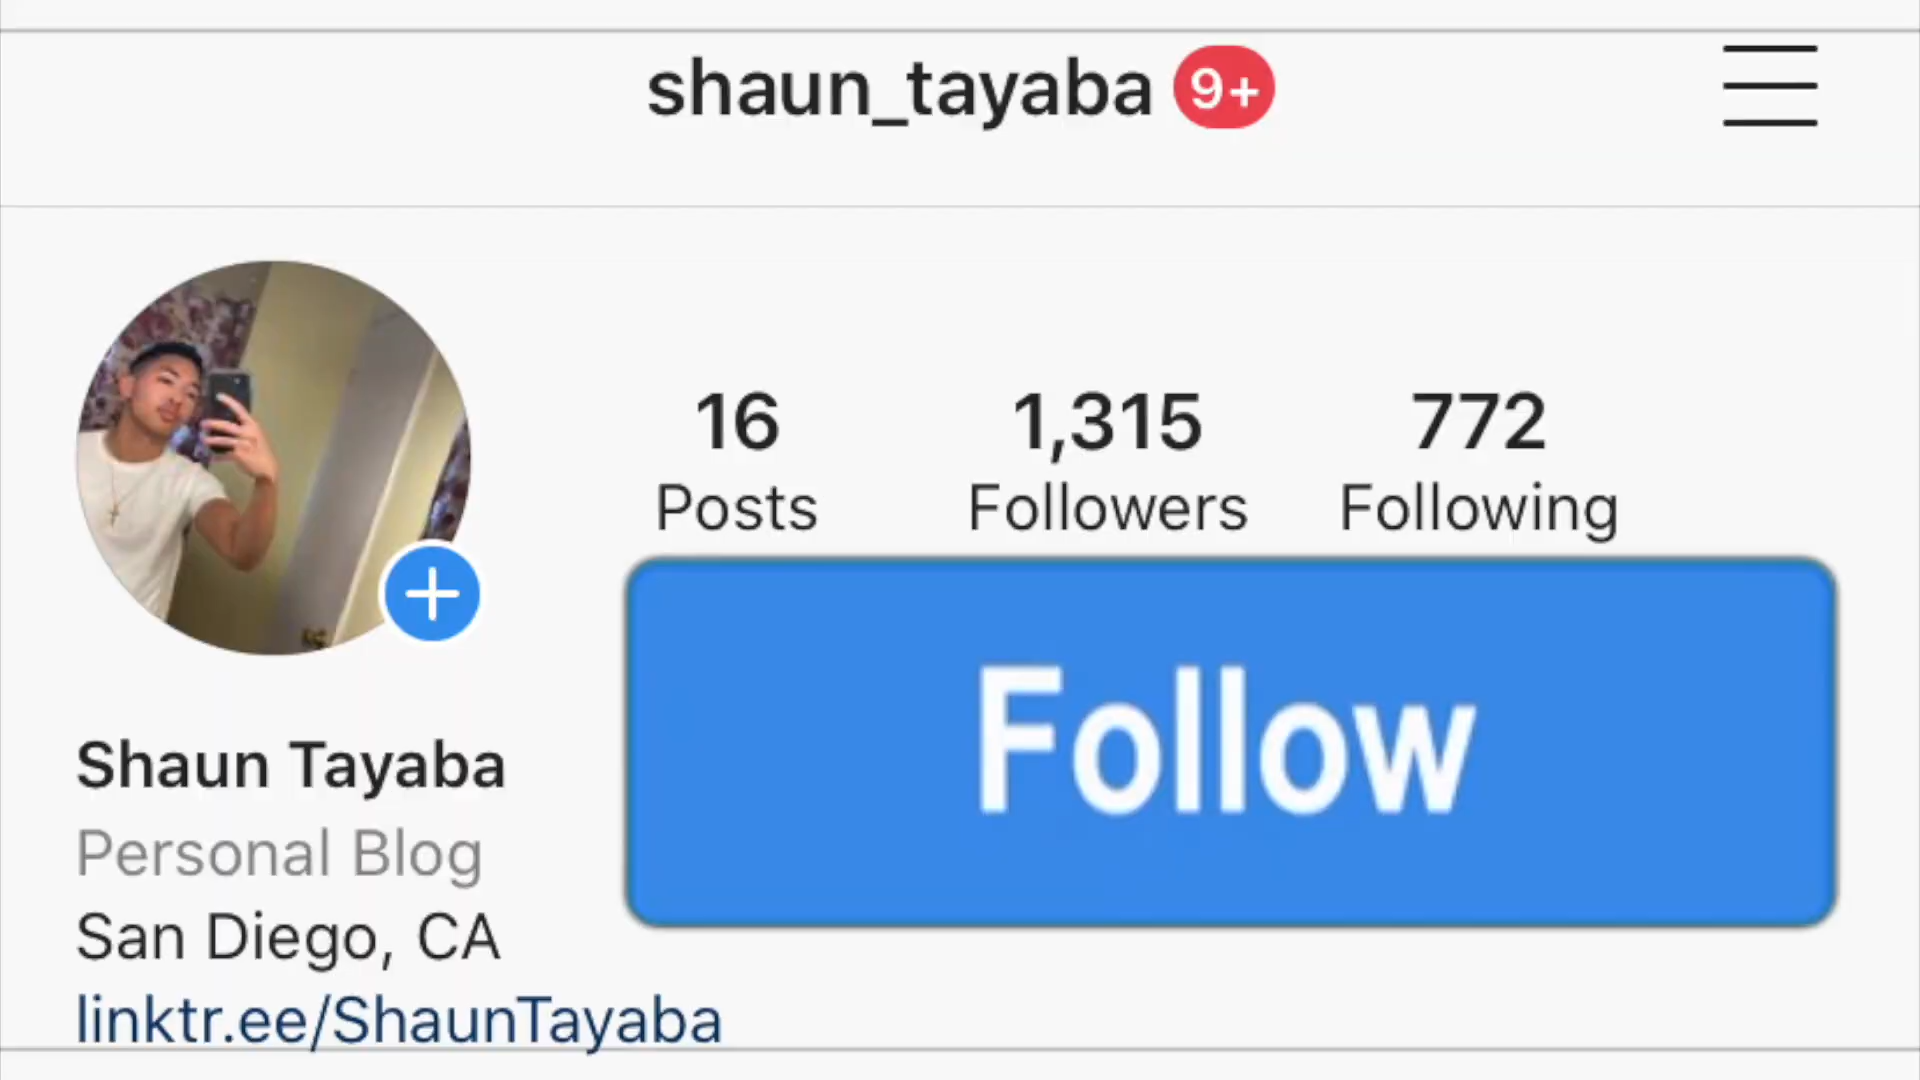 shaun_tayaba 9+
16 1,315 772
Posts Followers Following
Follow
Shaun Tayaba
Personal Blog
San Diego, CA
linktr.ee/ShaunTayaba